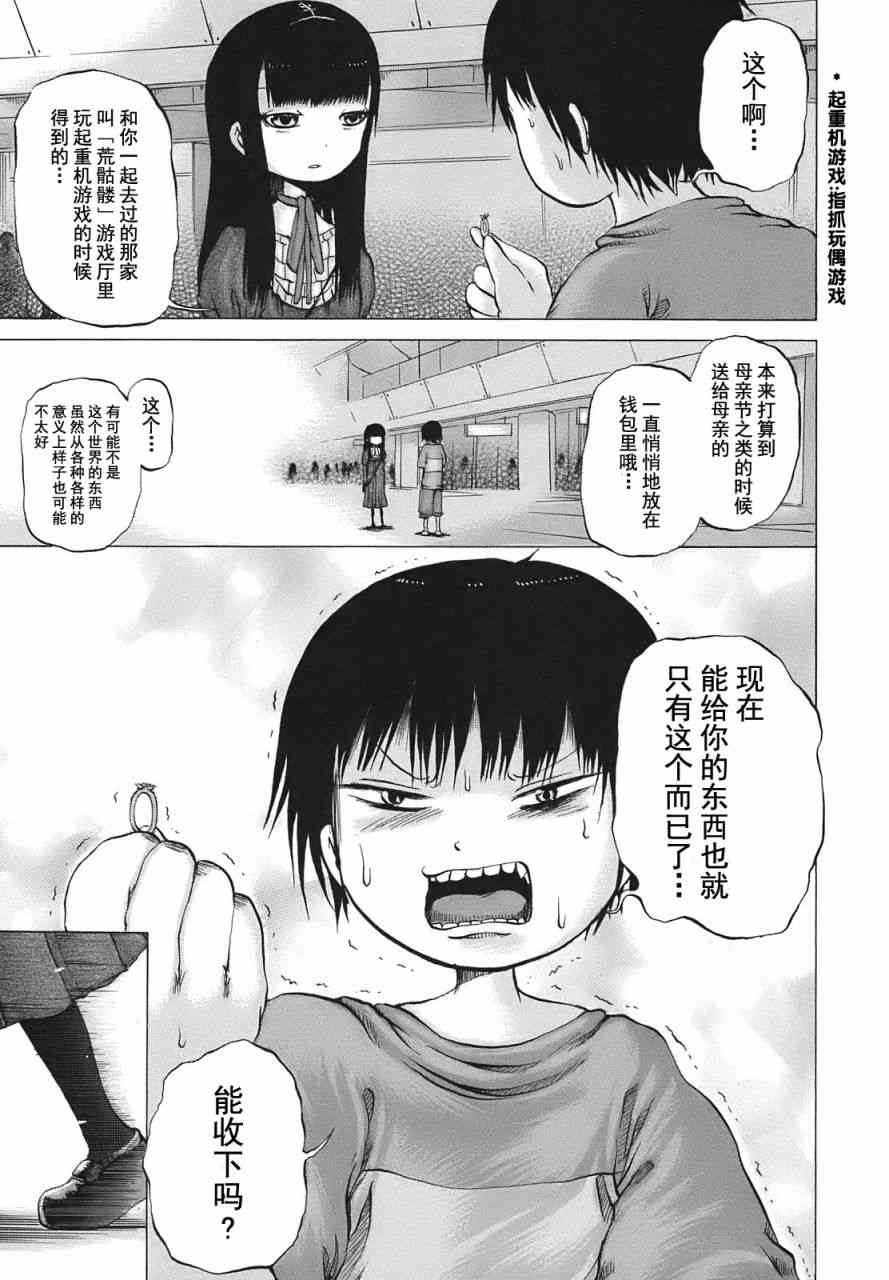 *起重机游戏:指抓玩偶游戏
这个啊…
和你一起去过的那家
叫「荒骷髅」游戏厅里
玩起重机游戏的时候
得到的…
本来打算到
母亲节之类的时候
送给母亲的
一直悄悄地放在
钱包里哦…
这个…
有可能不是
这个世界的东西
虽然从各种各样的
意义上样子也可能
不太好
现在
能给你的东西也就
只有这个而已了…
能收下吗?